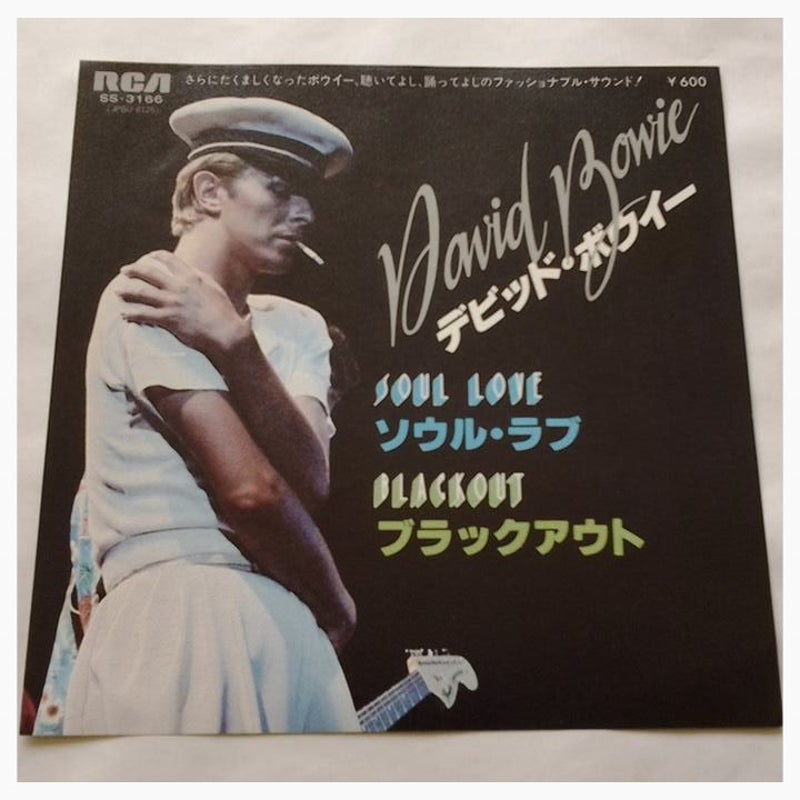 RCA
さらにたくましくなったボウイー、聴いてよし、踊ってよしのファッショナブル・サウンド!
¥600
SS-3166
David Bowie
デビッド・ボウイー
SOUL LOVE
ソウル・ラブ
BLACKOUT
ブラックアウト